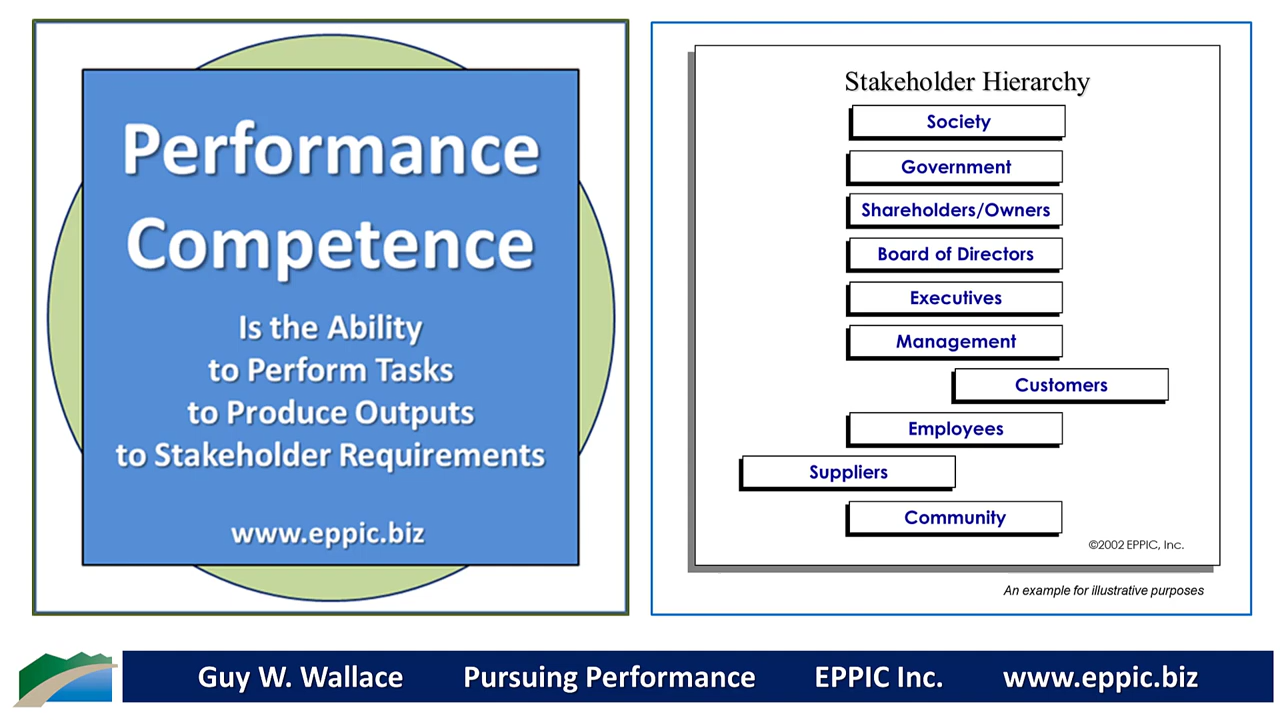 Performance
Competence
Is the Ability
to Perform Tasks
to Produce Outputs
to Stakeholder Requirements
www.eppic.biz
Stakeholder Hierarchy
Society
Government
Shareholders/Owners
Board of Directors
Executives
Management
Customers
Employees
Suppliers
Community
©2002 EPPIC, Inc.
An example for illustrative purposes
Guy W. Wallace Pursuing Performance EPPIC Inc. www.eppic.biz